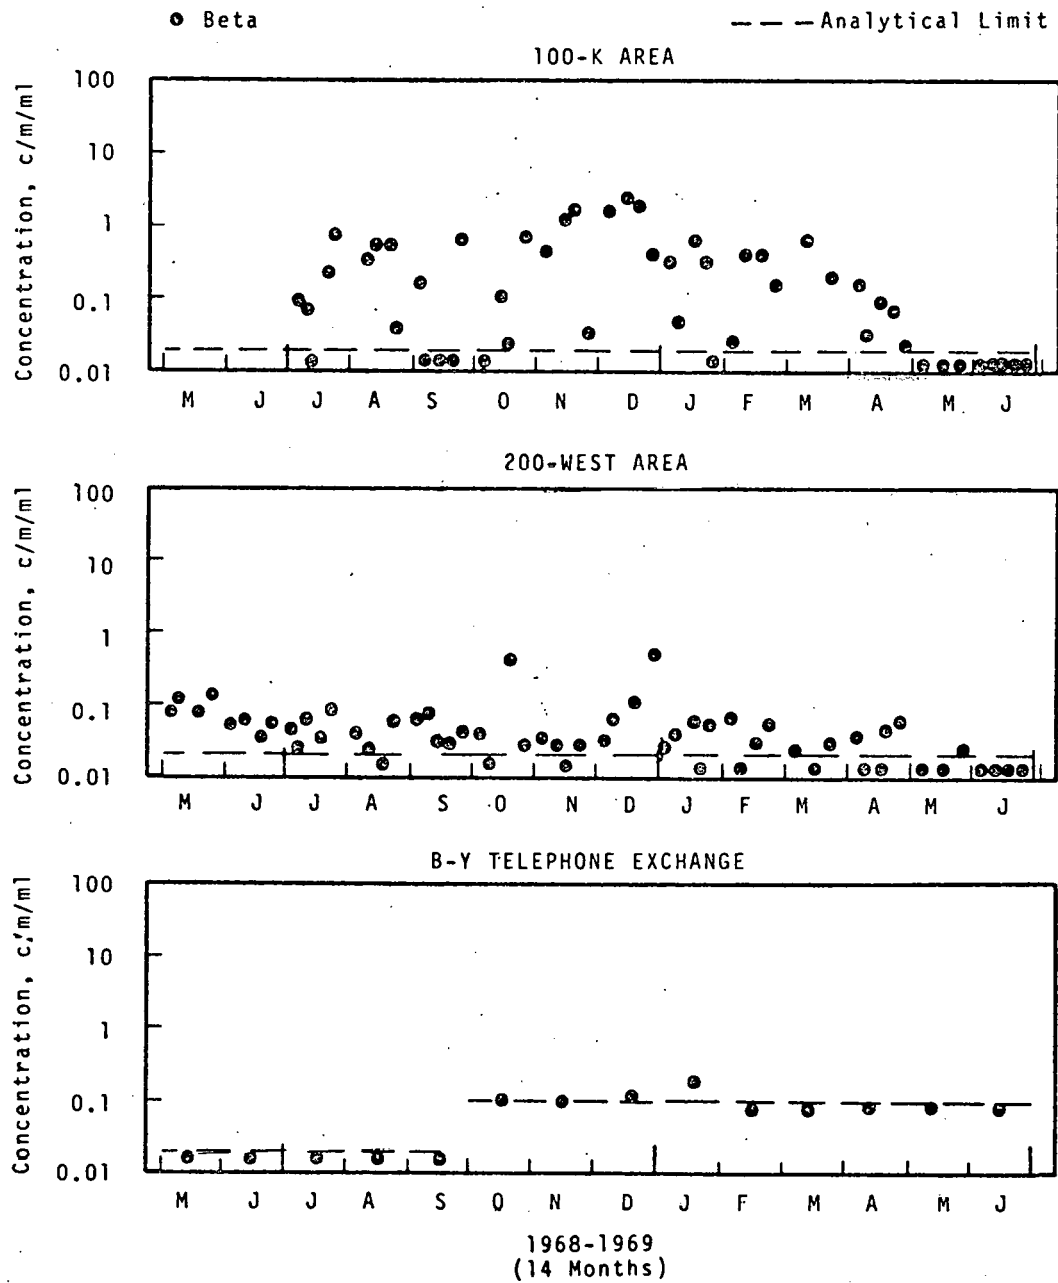 Beta
Analytical Limit
100-K AREA
Concentration, c/m/ml
100
10
1
0.1
0.01
M J J A S O N D J F M A M J
200-WEST AREA
Concentration, c/m/ml
100
10
1
0.1
0.01
M J J A S O N D J F M A M J
B-Y TELEPHONE EXCHANGE
Concentration, c/m/ml
100
10
1
0.1
0.01
M J J A S O N D J F M A M J
1968-1969
(14 Months)